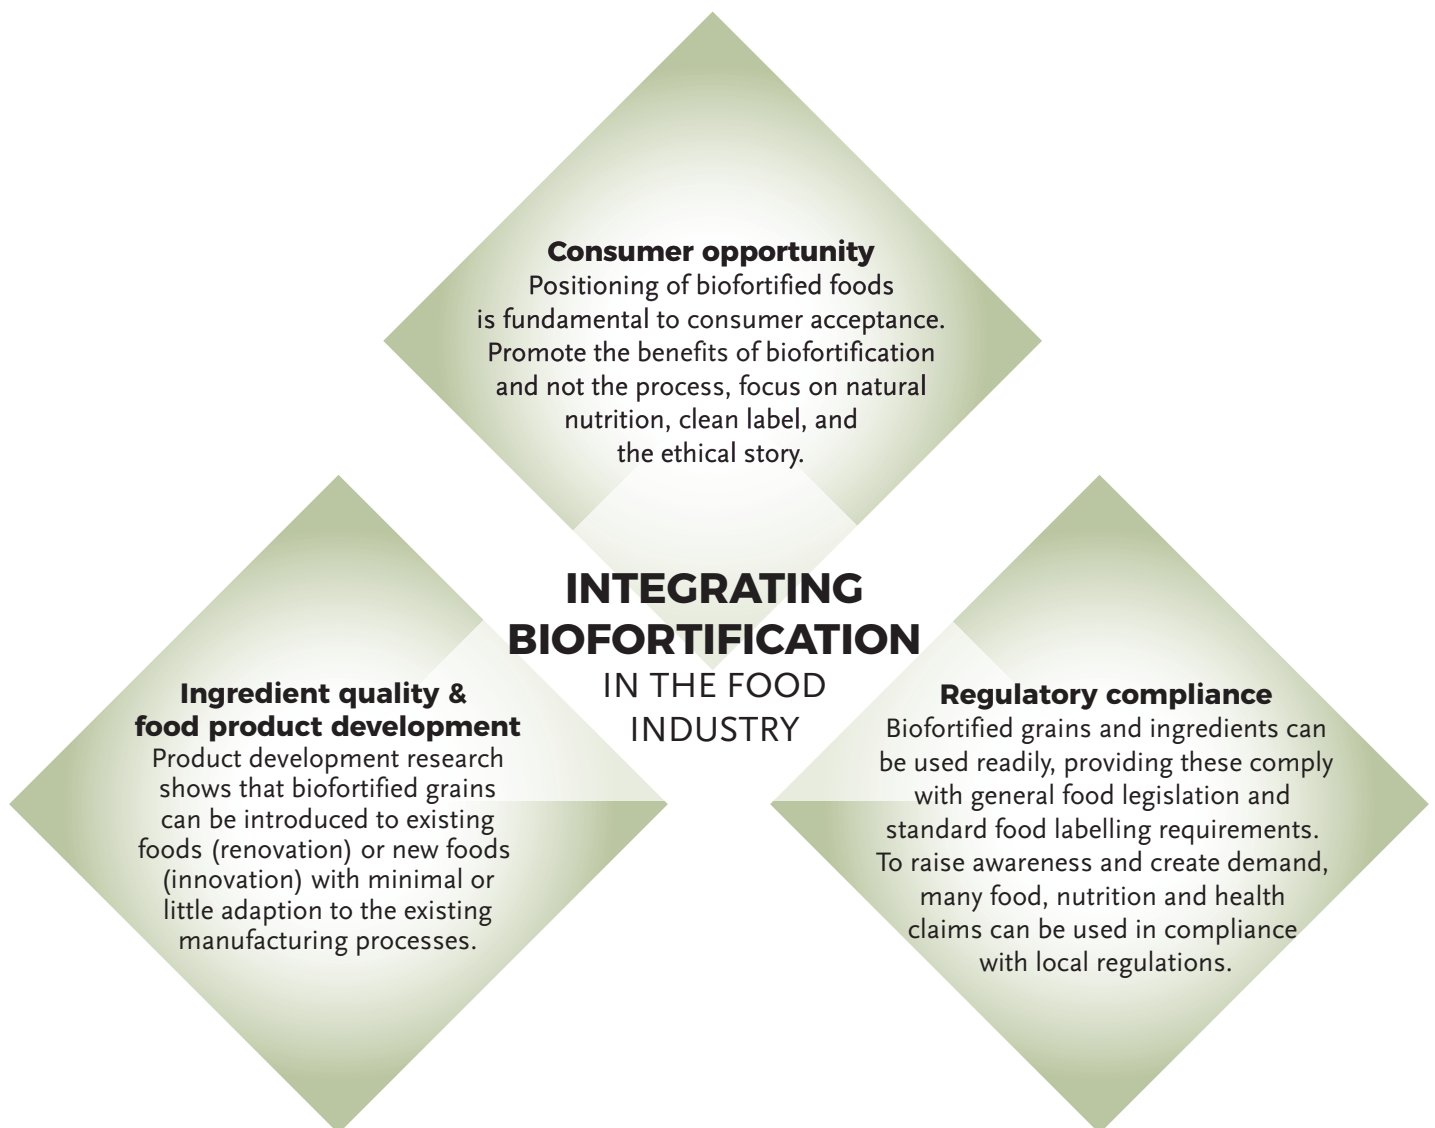 Consumer opportunity
Positioning of biofortified foods
is fundamental to consumer acceptance.
Promote the benefits of biofortification
and not the process, focus on natural
nutrition, clean label, and
the ethical story.
INTEGRATING
BIOFORTIFICATION
IN THE FOOD
INDUSTRY
Ingredient quality &
food product development
Product development research
shows that biofortified grains
can be introduced to existing
foods (renovation) or new foods
(innovation) with minimal or
little adaption to the existing
manufacturing processes.
Regulatory compliance
Biofortified grains and ingredients can
be used readily, providing these comply
with general food legislation and
standard food labelling requirements.
To raise awareness and create demand,
many food, nutrition and health
claims can be used in compliance
with local regulations.